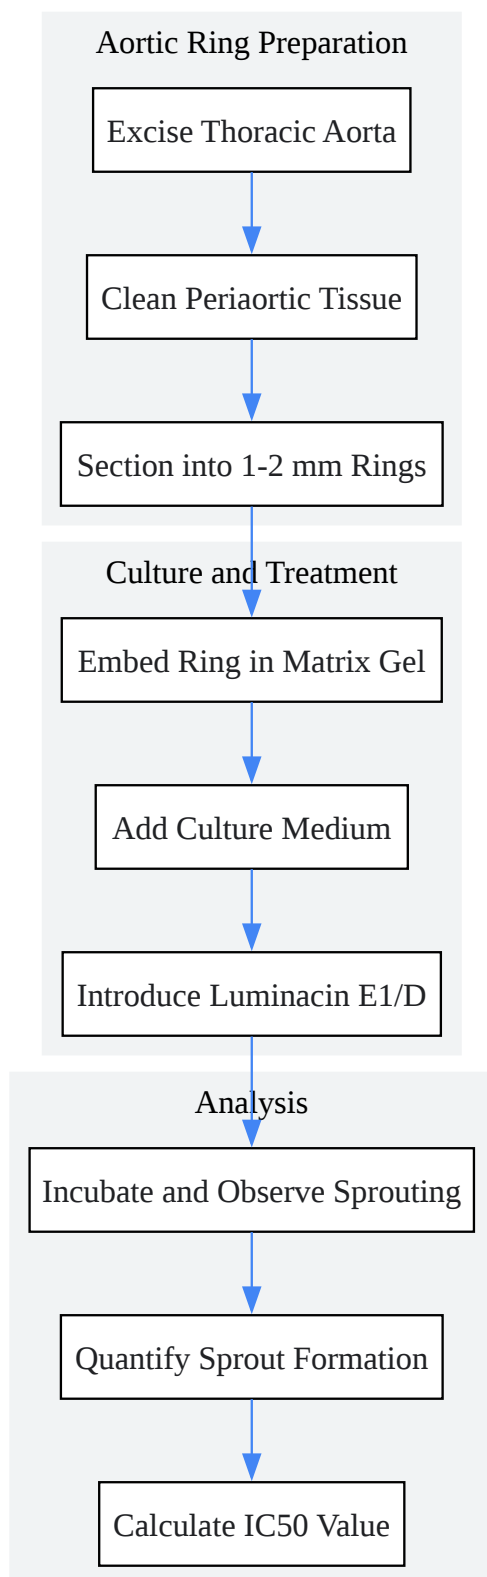 Aortic Ring Preparation
Excise Thoracic Aorta
Clean Periaortic Tissue
Section into 1-2 mm Rings
Culture and Treatment
Embed Ring in Matrix Gel
Add Culture Medium
Introduce Luminacin E1/D
Analysis
Incubate and Observe Sprouting
Quantify Sprout Formation
Calculate IC50 Value